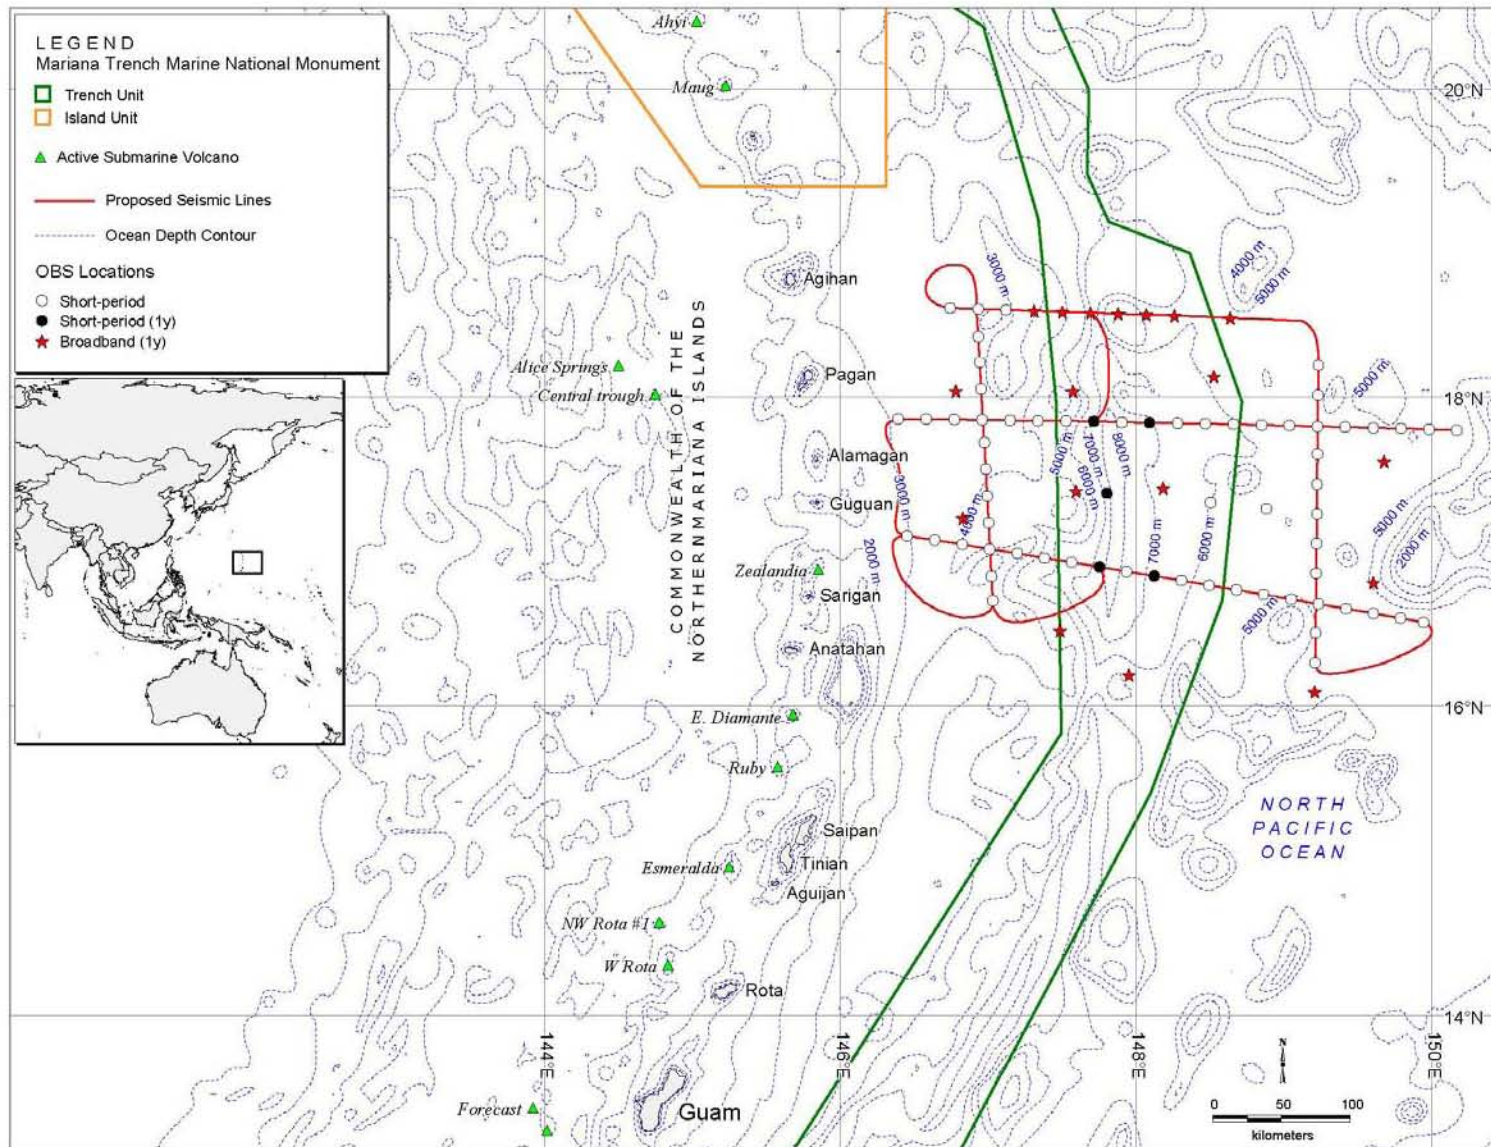 LEGEND
Mariana Trench Marine National Monument
Trench Unit
Island Unit
Active Submarine Volcano
Proposed Seismic Lines
Ocean Depth Contour
OBS Locations
Short-period
Short-period (1y)
Broadband (1y)
Ahyi
Maug
20°N
3000 m
4000 m
5000 m
Agihan
COMMONWEALTH OF THE
NORTHERN MARIANA ISLANDS
Alice Springs
Pagan
Central trough
18°N
5000 m
Alamagan
5000 m
7000 m
8000 m
6000 m
3000 m
Guguan
4000 m
5000 m
2000 m
2000 m
7000 m
6000 m
Zealandia
Sarigan
5000 m
Anatahan
16°N
E. Diamante
Ruby
NORTH
PACIFIC
OCEAN
Saipan
Tinian
Esmeralda
Aguijan
NW Rota #1
W Rota
Rota
14°N
144°E
146°E
148°E
150°E
N
Forecast
Guam
0 50 100
kilometers